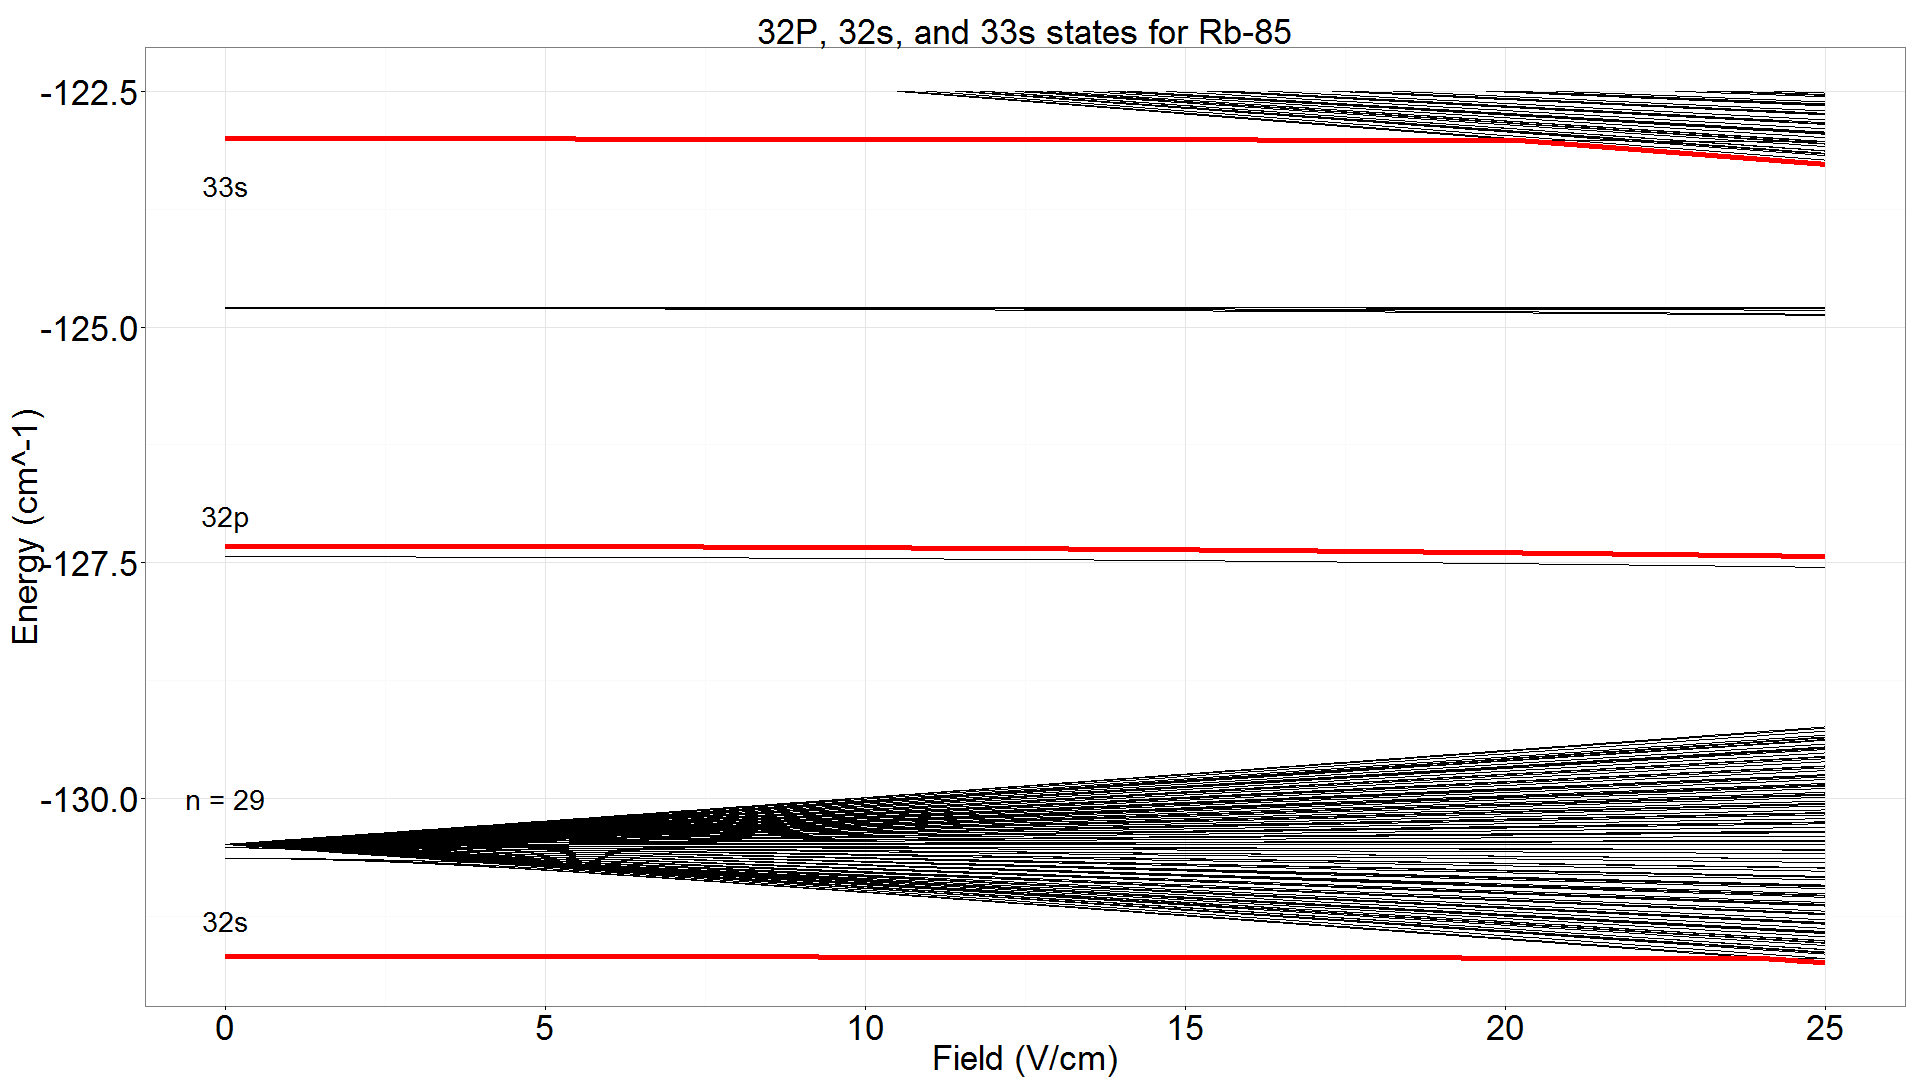 32P, 32s, and 33s states for Rb-85
Energy (cm^-1)
-122.5
-125.0
-127.5
-130.0
33s
32p
n = 29
32s
0 5 10 15 20 25
Field (V/cm)